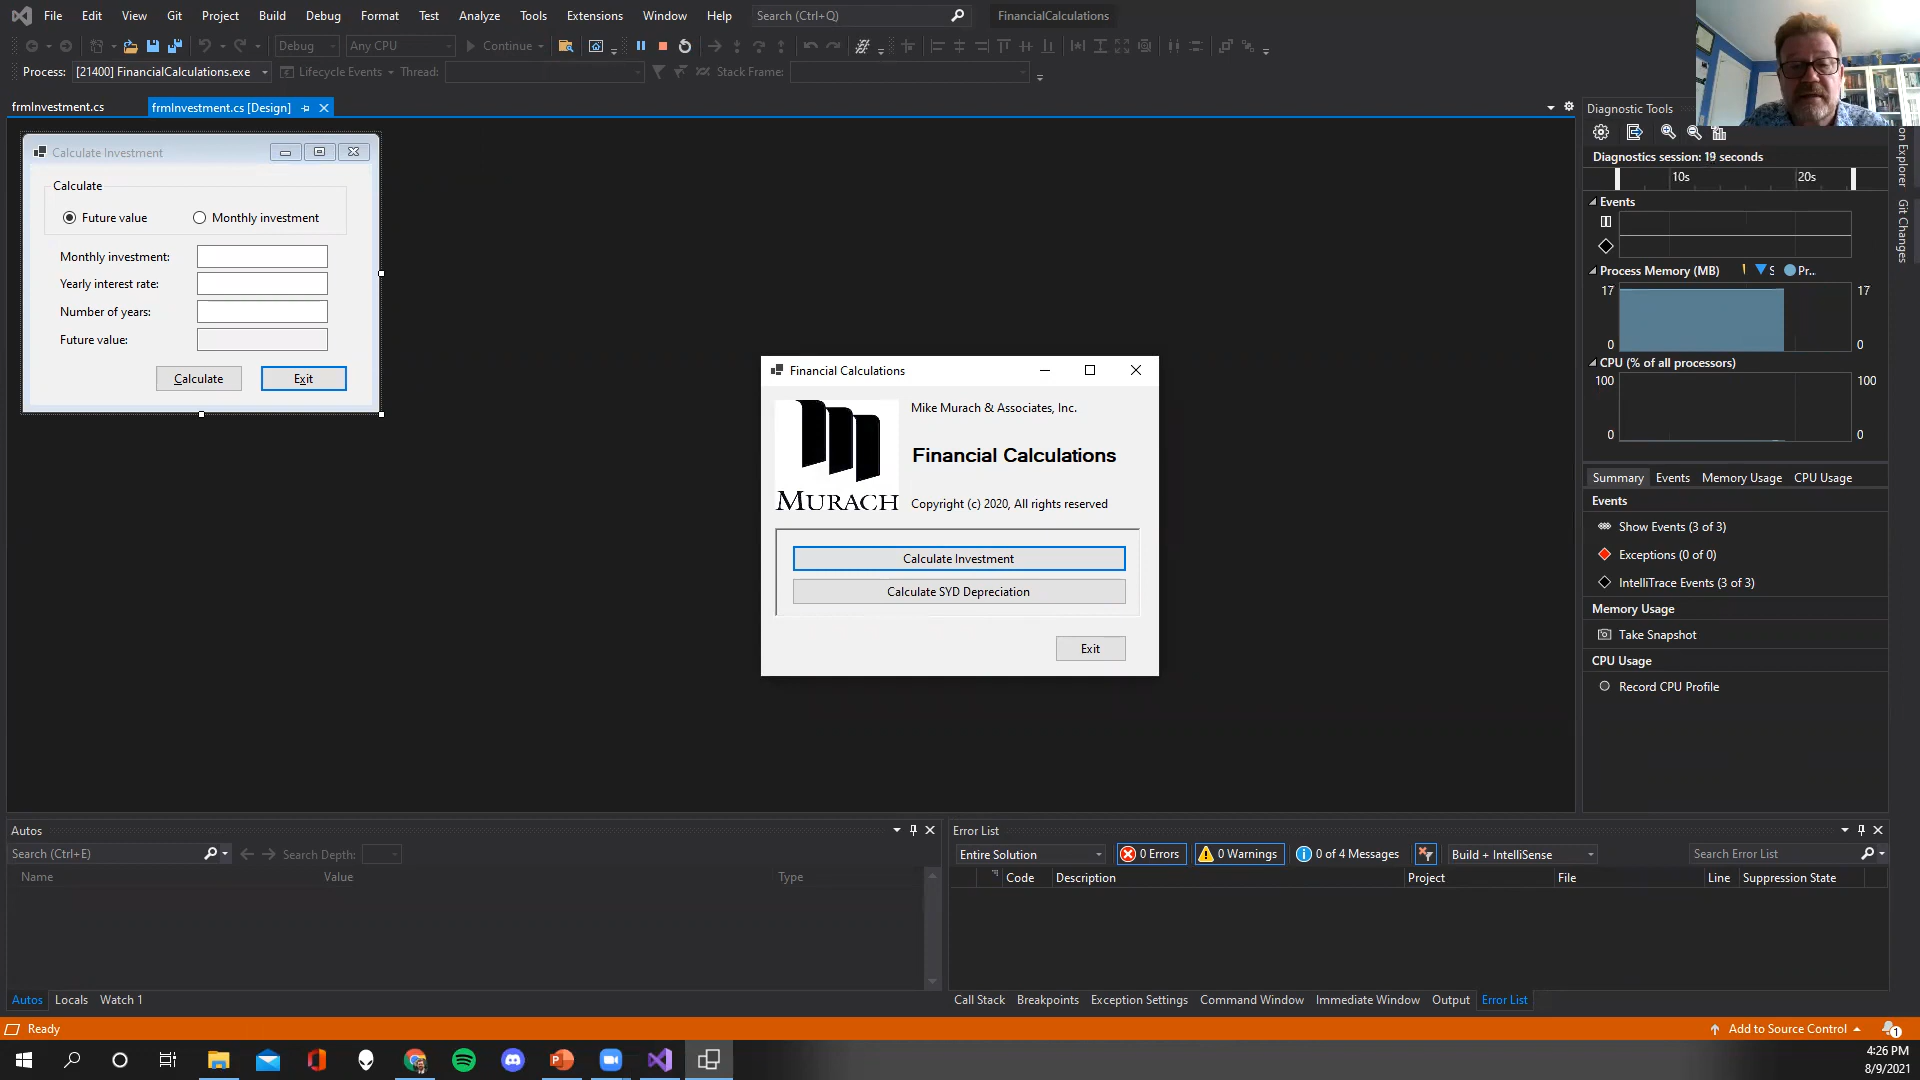 File Edit View Git Project Build Debug Format Test Analyze Tools Extensions Window Help Search (Ctrl+Q) FinancialCalculations
Debug Any CPU Continue
Process: [21400] FinancialCalculations.exe Lifecycle Events Thread: Stack Frame:
frmInvestment.cs frmInvestment.cs [Design]
Calculate Investment
Calculate
Future value Monthly investment
Monthly investment:
Yearly interest rate:
Number of years:
Future value:
Calculate Exit
Financial Calculations
Mike Murach & Associates, Inc.
Financial Calculations
MURACH
Copyright (c) 2020, All rights reserved
Calculate Investment
Calculate SYD Depreciation
Exit
Diagnostic Tools
Diagnostics session: 19 seconds
10s 20s
Events
Process Memory (MB) S Pr...
17 17
0 0
CPU (% of all processors)
100 100
0 0
Summary Events Memory Usage CPU Usage
Events
Show Events (3 of 3)
Exceptions (0 of 0)
IntelliTrace Events (3 of 3)
Memory Usage
Take Snapshot
CPU Usage
Record CPU Profile
on Explorer
Git Changes
Autos
Search (Ctrl+E) Search Depth:
Name Value Type
Autos Locals Watch 1
Error List
Entire Solution 0 Errors 0 Warnings 0 of 4 Messages Build + IntelliSense Search Error List
Code Description Project File Line Suppression State
Call Stack Breakpoints Exception Settings Command Window Immediate Window Output Error List
Ready Add to Source Control 1
4:26 PM
8/9/2021